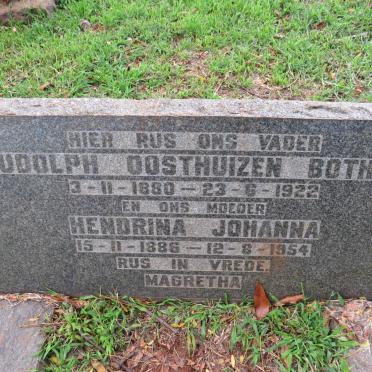 HIER RUS ONS VADER
UDOLPH OOSTHUIZEN BOTH
3-11-1880 — 23-6-1922
EN ONS MOEDER
HENDRINA JOHANNA
15-11-1886 — 12-8-1954
RUS IN VREDE.
MAGRETHA